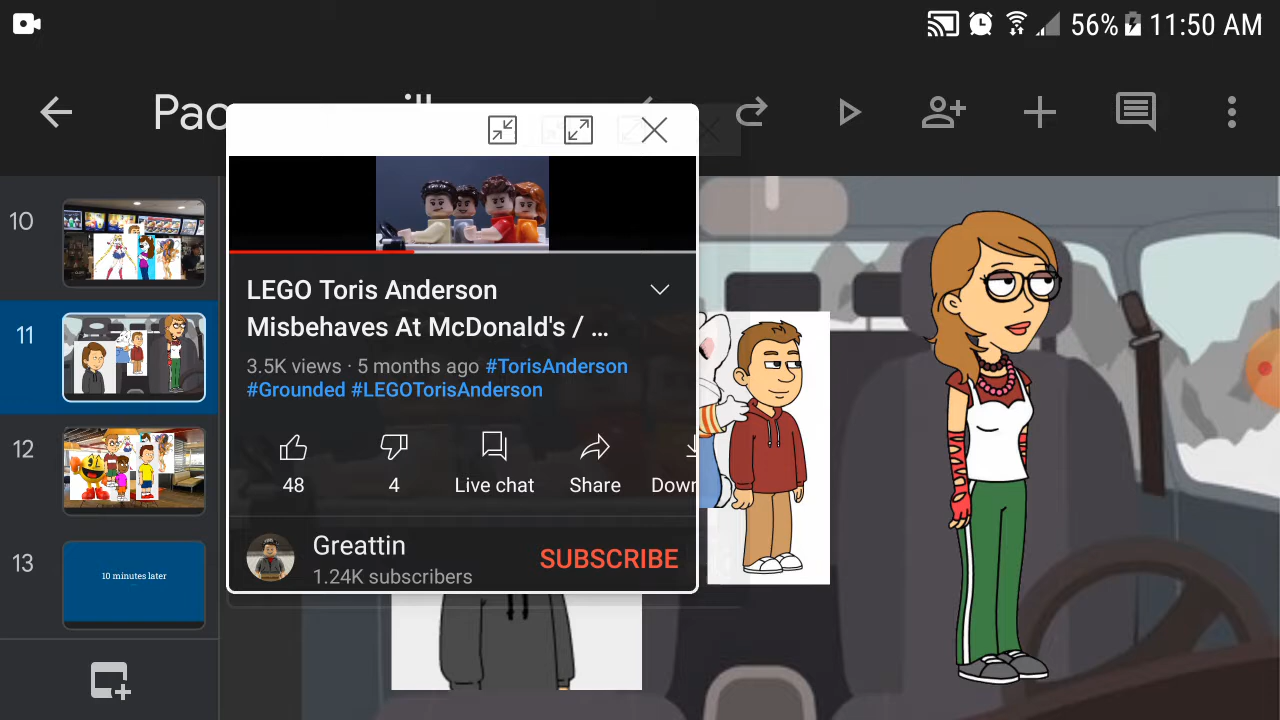 56% 11:50 AM
10
11
12
13
10 minutes later
LEGO Toris Anderson
Misbehaves At McDonald's / ...
3.5K views · 5 months ago #TorisAnderson
#Grounded #LEGOTorisAnderson
48
4
Live chat
Share
Greattin
1.24K subscribers
SUBSCRIBE